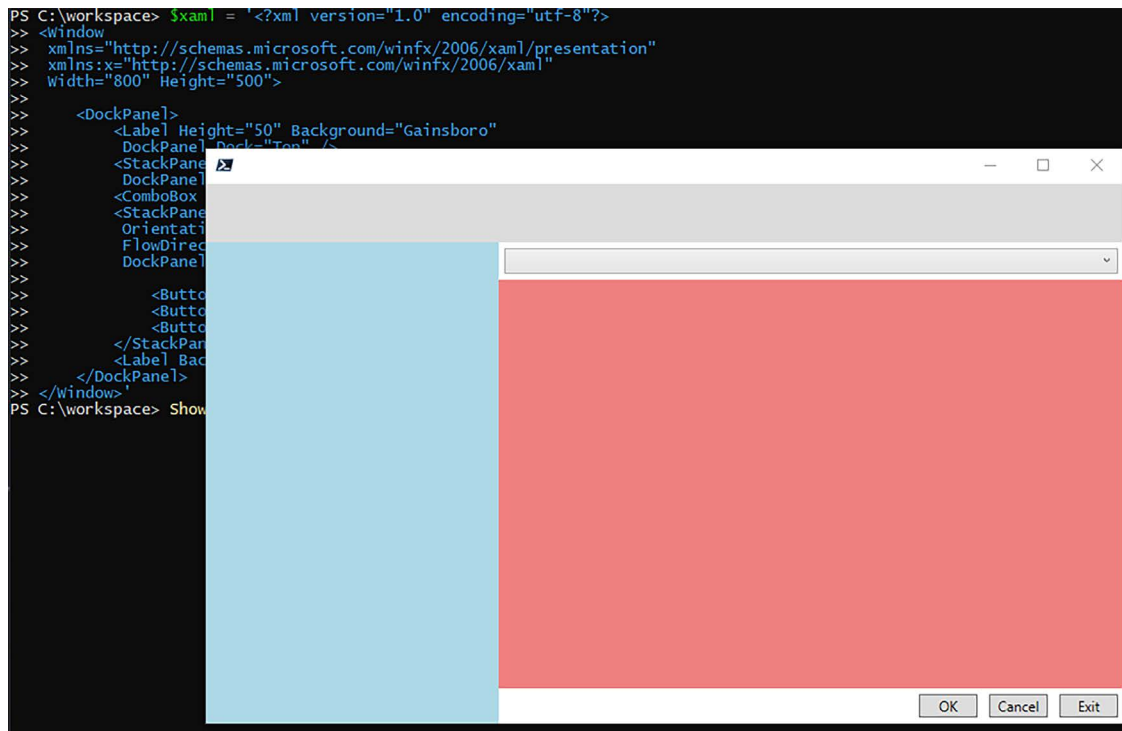 PS C:\workspace> $xaml = '<?xml version="1.0" encoding="utf-8"?>
>> <Window
>>  xmlns="http://schemas.microsoft.com/winfx/2006/xaml/presentation"
>>  xmlns:x="http://schemas.microsoft.com/winfx/2006/xaml"
>>  Width="800" Height="500">
>>
>>     <DockPanel>
>>         <Label Height="50" Background="Gainsboro"
>>          DockPanel.Dock="Top" />
>>         <StackPane
>>          DockPanel
>>         <ComboBox
>>         <StackPane
>>          Orientati
>>          FlowDirec
>>          DockPanel
>>
>>             <Butto
>>             <Butto
>>             <Butto
>>         </StackPan
>>         <Label Bac
>>     </DockPanel>
>> </Window>'
PS C:\workspace> Show
OK Cancel Exit